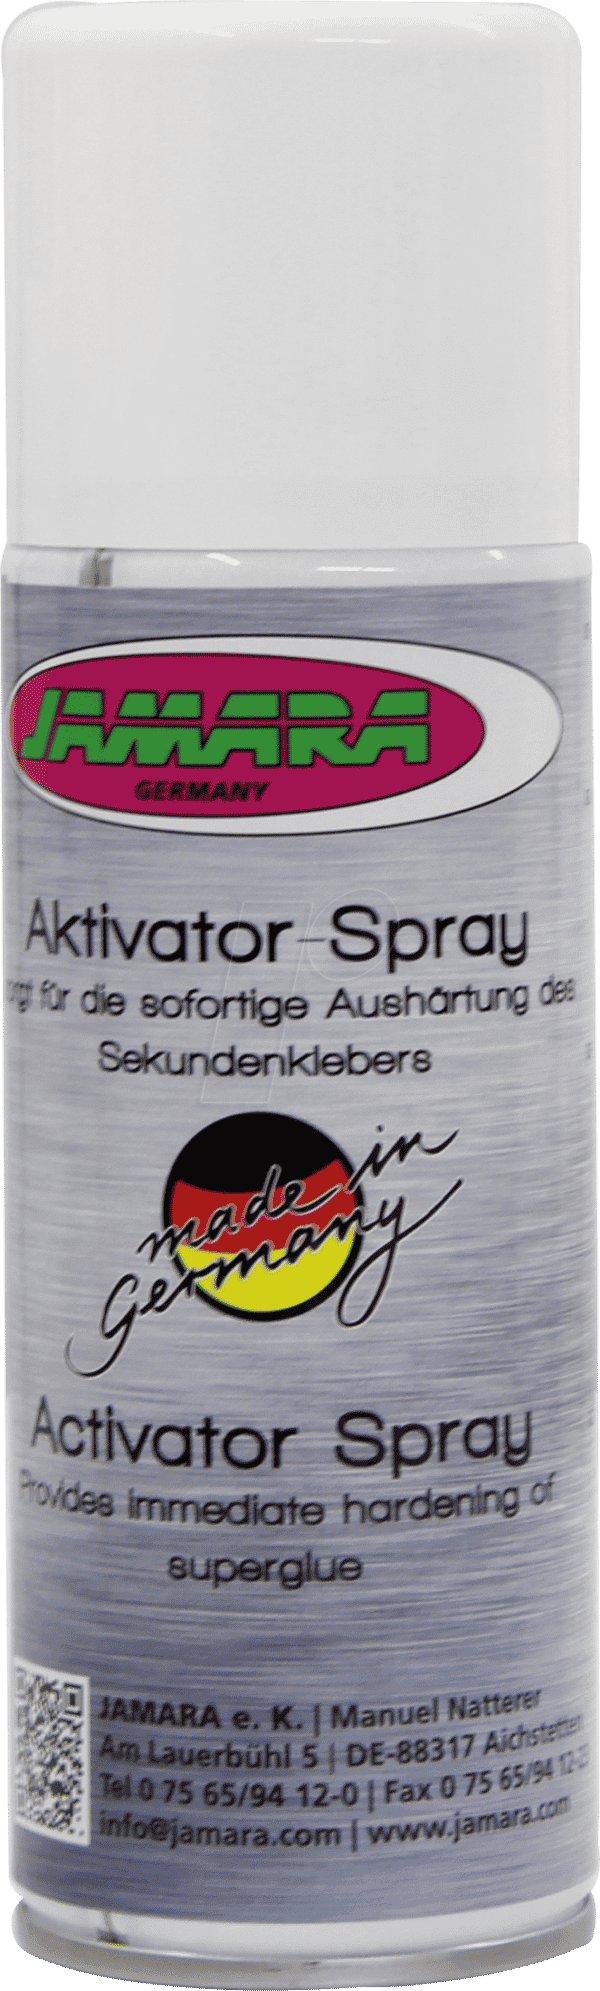 JAMARA
GERMANY
Aktivator-Spray
für die sofortige Aushärtung des
Sekundenklebers
made in
Germany
Activator Spray
Provides immediate hardening of
superglue
JAMARA e. K. | Manuel Natterer
Am Lauerbühl 5 | DE-88317 Aichstetten
Tel 0 75 65/94 12-0 | Fax 0 75 65/94
info@jamara.com | www.jamara.com